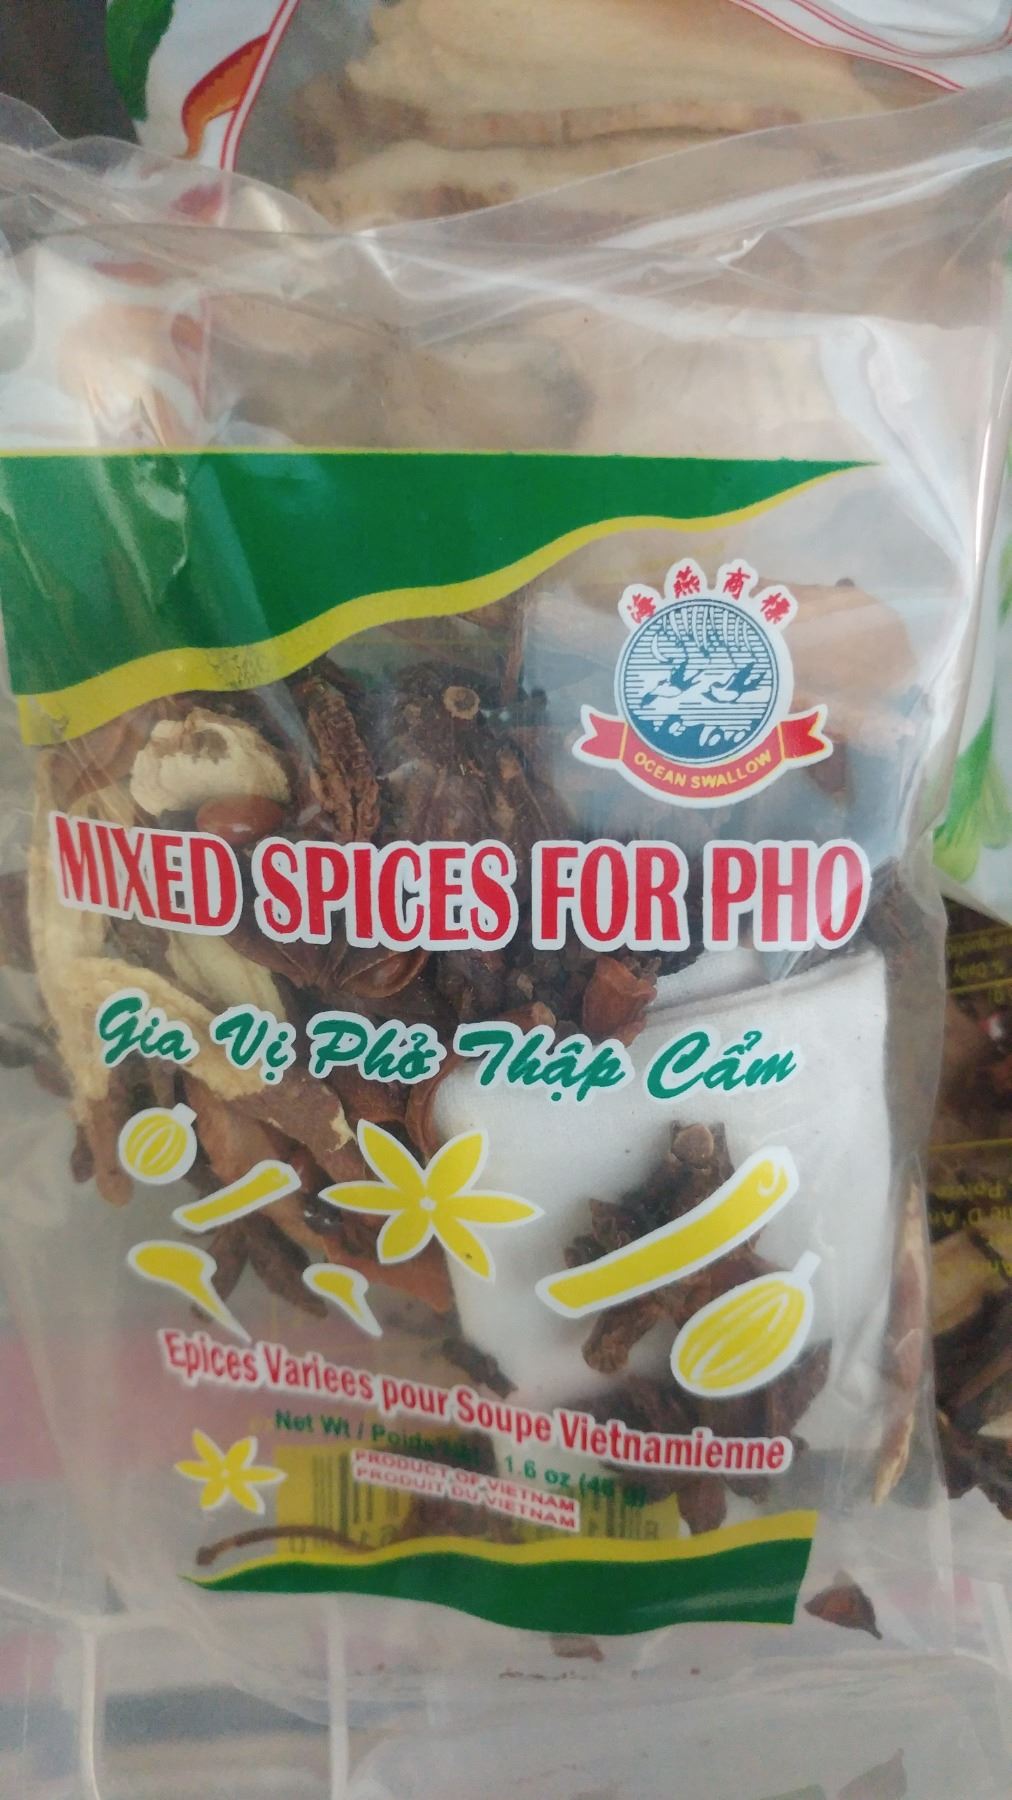 海燕商標
OCEAN SWALLOW
MIXED SPICES FOR PHO
Gia Vị Phở Thập Cẩm
Epices Variees pour Soupe Vietnamienne
Net Wt / Poids 1.6 oz
PRODUCT OF VIETNAM
PRODUIT DU VIETNAM